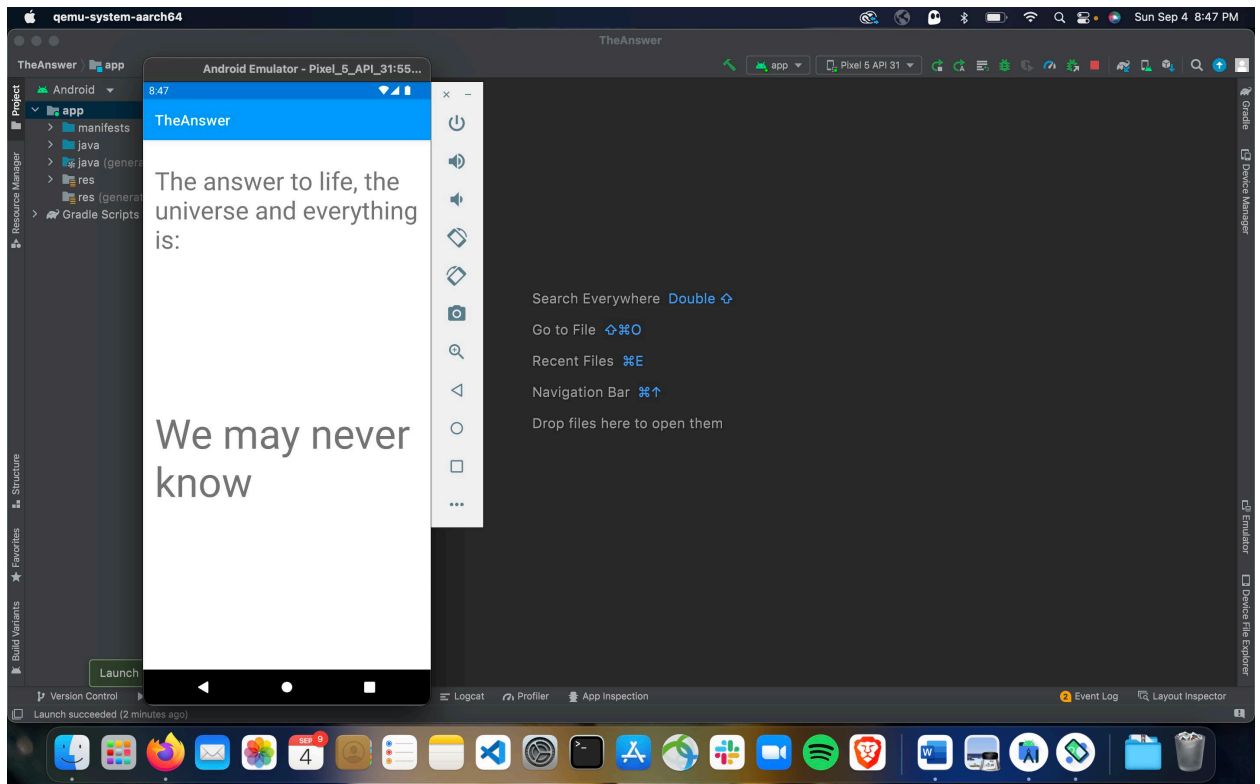 qemu-system-aarch64
Sun Sep 4 8:47 PM
TheAnswer
TheAnswer
app
app
Pixel 5 API 31
Android Emulator - Pixel_5_API_31:55...
Project
Resource Manager
Structure
Favorites
Build Variants
Android
app
manifests
java
java (genera
res
res (generat
Gradle Scripts
8:47
TheAnswer
The answer to life, the
universe and everything
is:
We may never
know
Search Everywhere Double ⇧
Go to File ⇧⌘O
Recent Files ⌘E
Navigation Bar ⌘↑
Drop files here to open them
Gradle
Device Manager
Emulator
Device File Explorer
Launch
Version Control
Logcat
Profiler
App Inspection
2 Event Log
Layout Inspector
Launch succeeded (2 minutes ago)
SEP 9
4
W